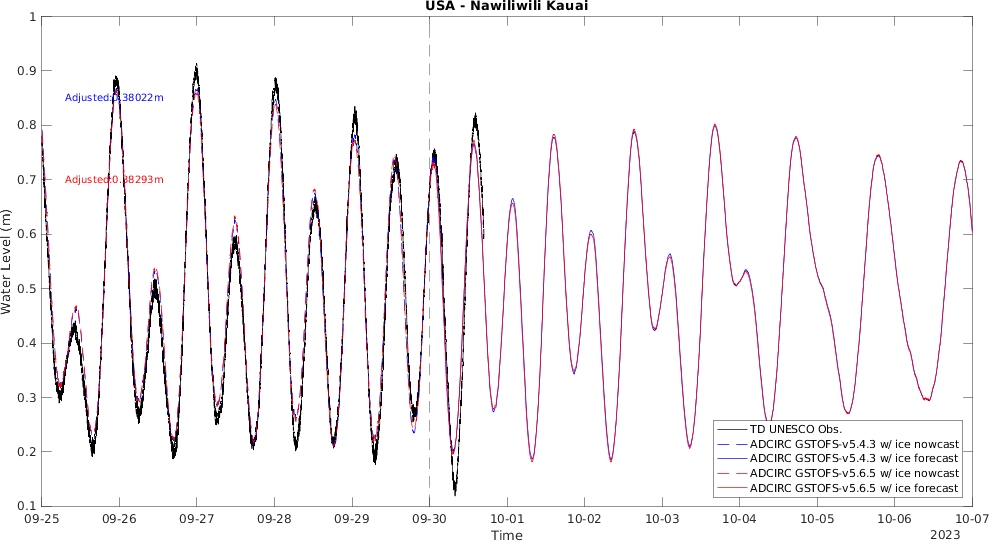 USA - Nawiliwili Kauai
1
0.9
0.8
0.7
0.6
0.5
0.4
0.3
0.2
0.1
Water Level (m)
Adjusted:0.38022m
Adjusted:0.38293m
TD UNESCO Obs.
ADCIRC GSTOFS-v5.4.3 w/ ice nowcast
ADCIRC GSTOFS-v5.4.3 w/ ice forecast
ADCIRC GSTOFS-v5.6.5 w/ ice nowcast
ADCIRC GSTOFS-v5.6.5 w/ ice forecast
09-25 09-26 09-27 09-28 09-29 09-30 10-01 10-02 10-03 10-04 10-05 10-06 10-07
Time
2023